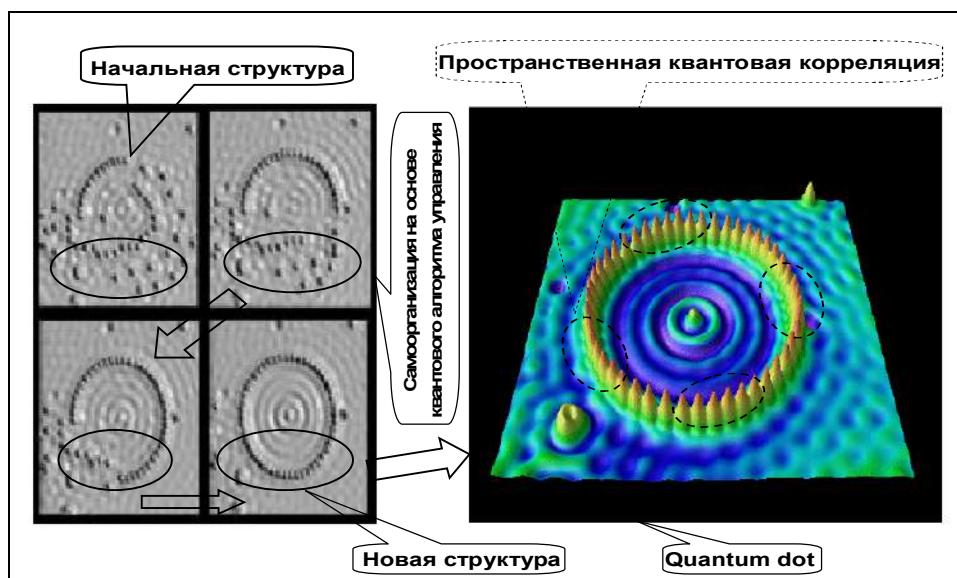 Начальная структура
Пространственная квантовая корреляция
Самоорганизация на основе
квантового алгоритма управления
Новая структура
Quantum dot